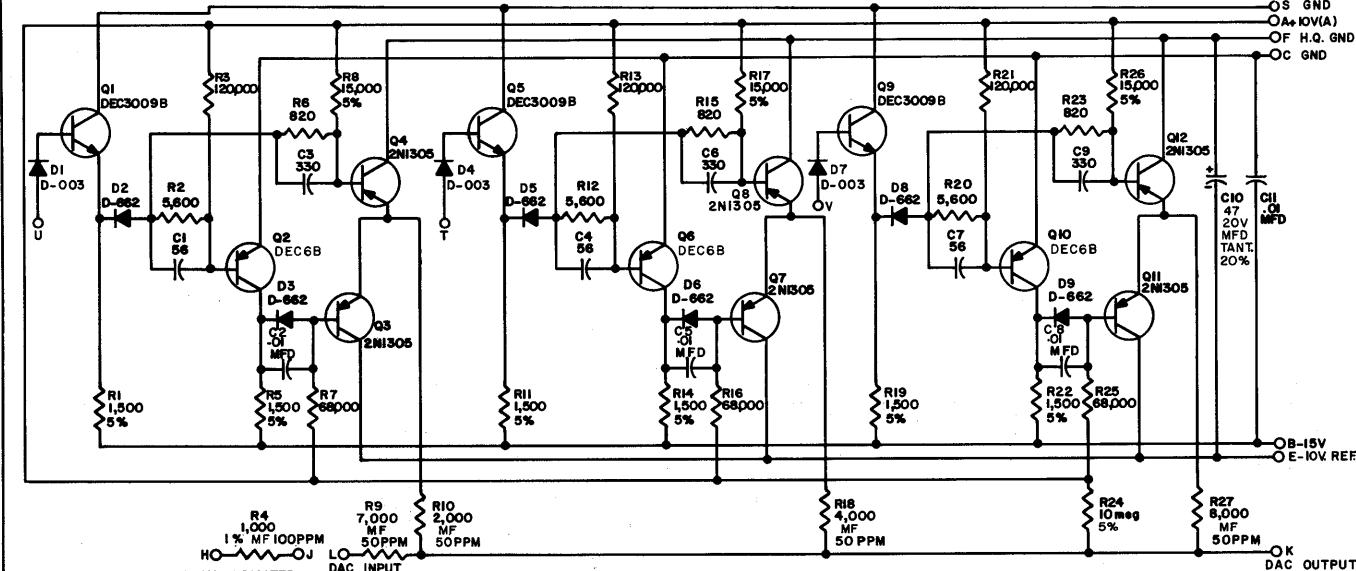 S GND
A+10V(A)
F H.Q. GND
C GND
Q1
DEC3009B
R3
120,000
R8
15,000
5%
R6
820
C3
330
Q4
2N1305
D1
D-003
U
D2
D-662
R2
5,600
C1
56
Q2
DEC6B
D3
D-662
C2
.01
MFD
Q3
2N1305
R1
1,500
5%
R5
1,500
5%
R7
68,000
Q5
DEC3009B
R13
120,000
R17
15,000
5%
R15
820
C6
330
Q8
2N1305
D4
D-003
T
D5
D-662
R12
5,600
C4
56
Q6
DEC6B
D6
D-662
C5
.01
MFD
Q7
2N1305
R11
1,500
5%
R14
1,500
5%
R16
68,000
Q9
DEC3009B
R21
120,000
R26
15,000
5%
R23
820
C9
330
Q12
2N1305
D7
D-003
V
D8
D-662
R20
5,600
C7
56
Q10
DEC6B
D9
D-662
C8
.01
MFD
Q11
2N1305
R19
1,500
5%
R22
1,500
5%
R25
68,000
+
-
C10
47
20V
MFD
TANT.
20%
C11
.01
MFD
B-15V
E-10V. REF.
R4
1,000
1% MF 100PPM
H
J
L
R9
7,000
MF
50PPM
DAC INPUT
R10
2,000
MF
50PPM
R18
4,000
MF
50PPM
R24
10 meg
5%
R27
8,000
MF
50PPM
K
DAC OUTPUT